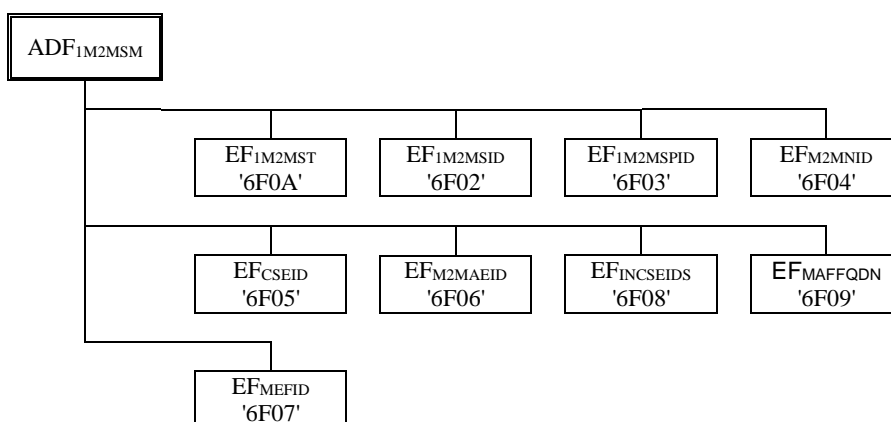 ADF1M2MSM
EF1M2MST
'6F0A'
EF1M2MSID
'6F02'
EF1M2MSPID
'6F03'
EFM2MNID
'6F04'
EFCSEID
'6F05'
EFM2MAEID
'6F06'
EFINCSEIDS
'6F08'
EFMAFFQDN
'6F09'
EFMEFID
'6F07'